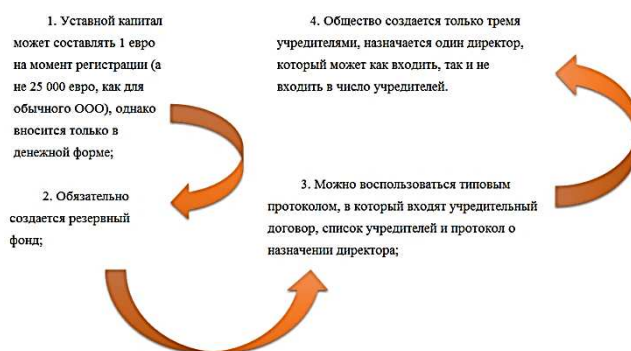 1. Уставной капитал
может составлять 1 евро
на момент регистрации (а
не 25 000 евро, как для
обычного ООО), однако
вносится только в
денежной форме;
2. Обязательно
создается резервный
фонд;
3. Можно воспользоваться типовым
протоколом, в который входят учредительный
договор, список учредителей и протокол о
назначении директора;
4. Общество создается только тремя
учредителями, назначается один директор,
который может как входить, так и не
входить в число учредителей.